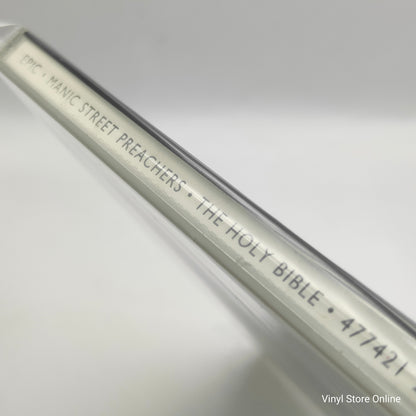 EPIC • MANIC STREET PREACHERS • THE HOLY BIBLE • 477421
Vinyl Store Online